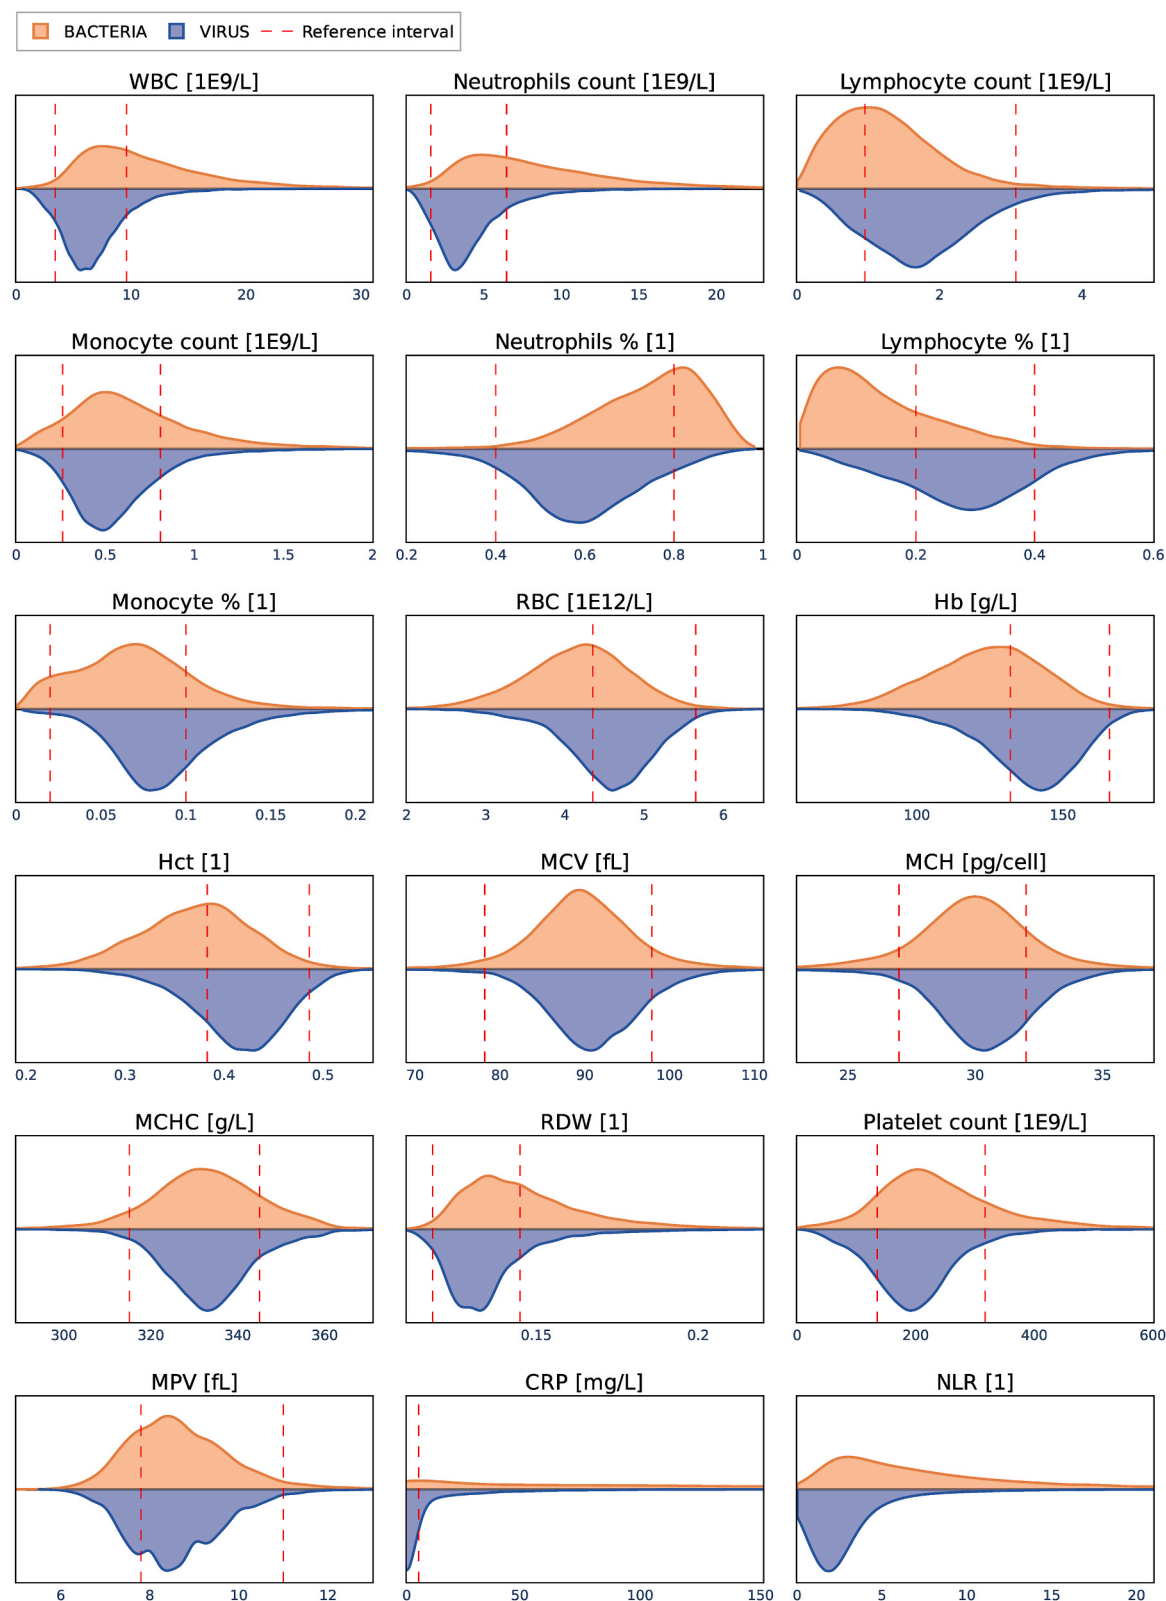 BACTERIA VIRUS Reference interval
WBC [1E9/L] Neutrophils count [1E9/L] Lymphocyte count [1E9/L]
0 10 20 30 0 5 10 15 20 0 2 4
Monocyte count [1E9/L] Neutrophils % [1] Lymphocyte % [1]
0 0.5 1 1.5 2 0.2 0.4 0.6 0.8 1 0 0.2 0.4 0.6
Monocyte % [1] RBC [1E12/L] Hb [g/L]
0 0.05 0.1 0.15 0.2 2 3 4 5 6 100 150
Hct [1] MCV [fL] MCH [pg/cell]
0.2 0.3 0.4 0.5 70 80 90 100 110 25 30 35
MCHC [g/L] RDW [1] Platelet count [1E9/L]
300 320 340 360 0.15 0.2 0 200 400 600
MPV [fL] CRP [mg/L] NLR [1]
6 8 10 12 0 50 100 150 0 5 10 15 20